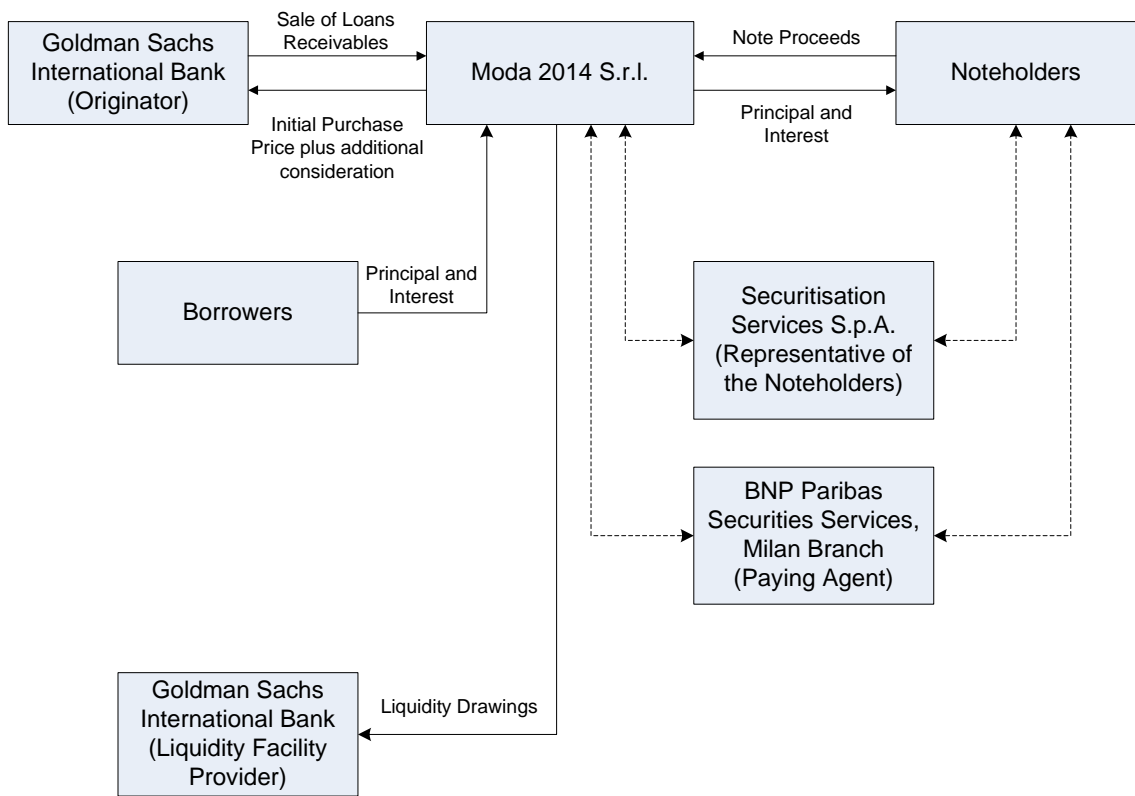 Goldman Sachs
International Bank
(Originator)
Sale of Loans
Receivables
Initial Purchase
Price plus additional
consideration
Moda 2014 S.r.l.
Note Proceeds
Principal and
Interest
Noteholders
Borrowers
Principal and
Interest
Securitisation
Services S.p.A.
(Representative of
the Noteholders)
BNP Paribas
Securities Services,
Milan Branch
(Paying Agent)
Goldman Sachs
International Bank
(Liquidity Facility
Provider)
Liquidity Drawings